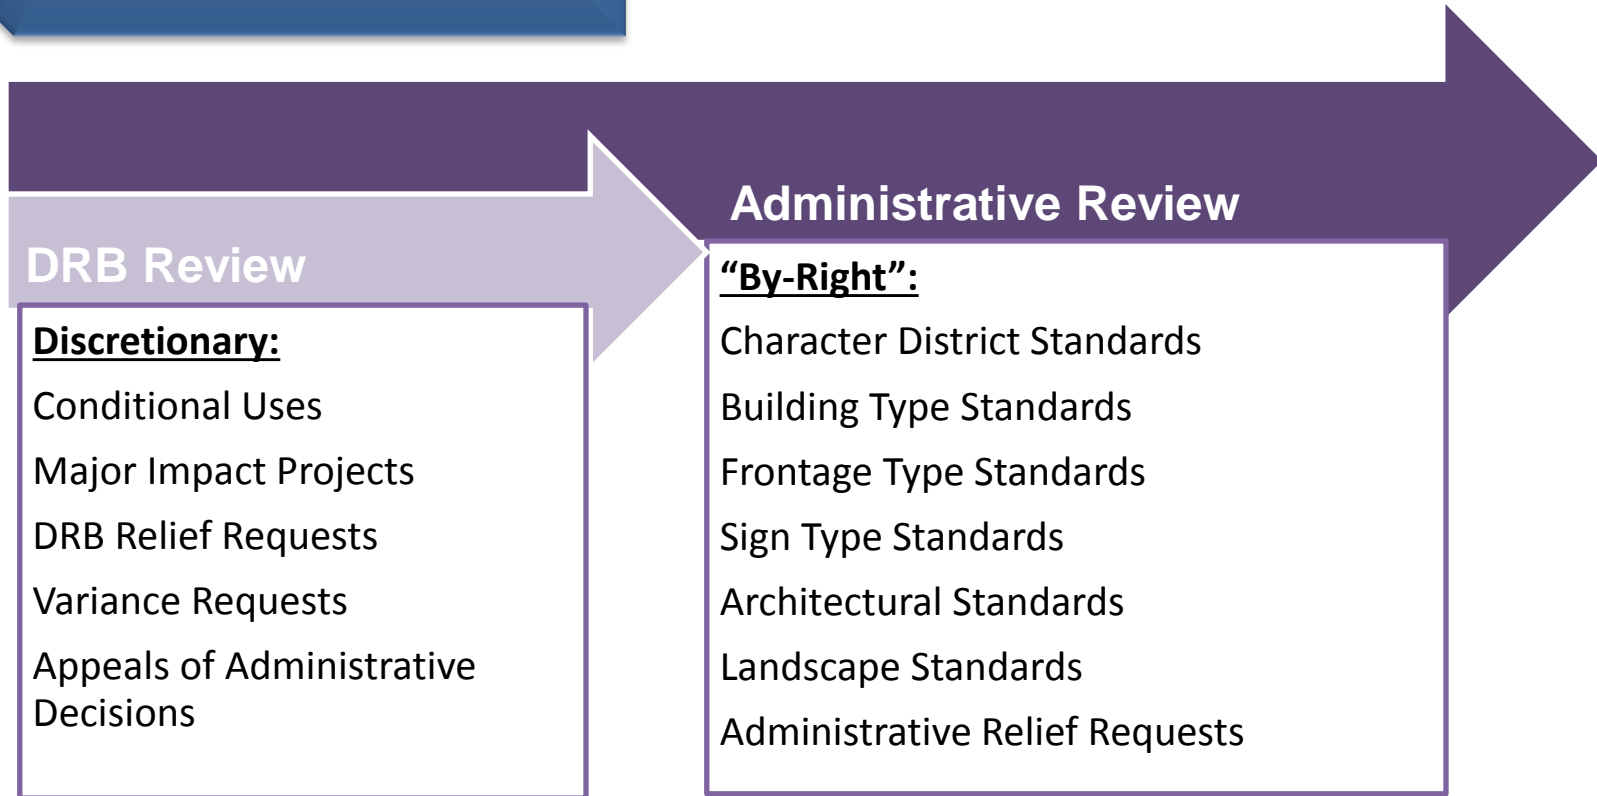 DRB Review
Discretionary:
Conditional Uses
Major Impact Projects
DRB Relief Requests
Variance Requests
Appeals of Administrative
Decisions
Administrative Review
“By-Right”:
Character District Standards
Building Type Standards
Frontage Type Standards
Sign Type Standards
Architectural Standards
Landscape Standards
Administrative Relief Requests